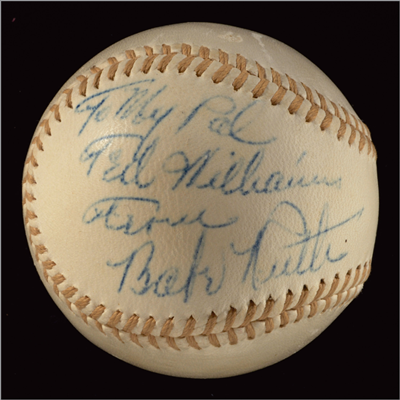 To My Pal
Ted Williams
From
Babe Ruth